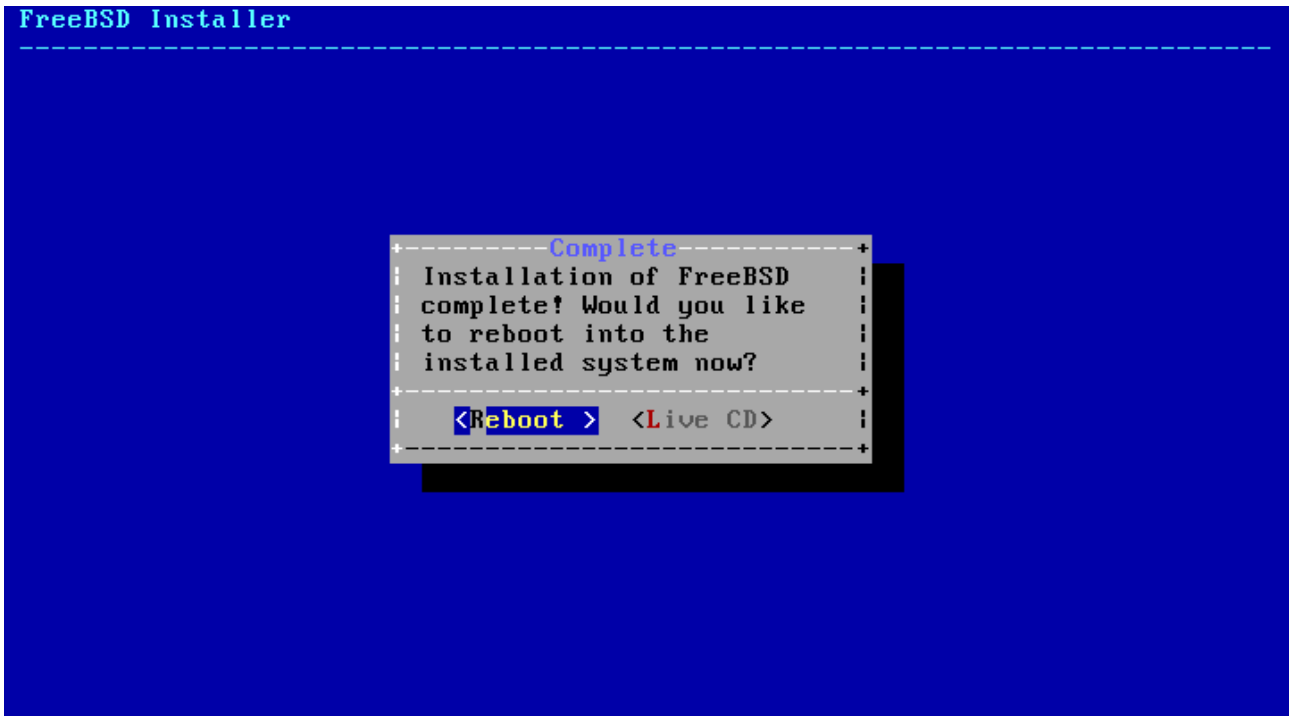 FreeBSD Installer
Complete
Installation of FreeBSD
complete! Would you like
to reboot into the
installed system now?
<Reboot > <Live CD>